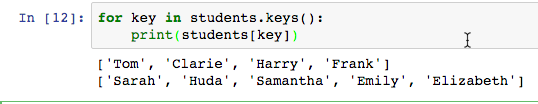 In [12]: for key in students.keys():
    print(students[key])
['Tom', 'Clarie', 'Harry', 'Frank']
['Sarah', 'Huda', 'Samantha', 'Emily', 'Elizabeth']